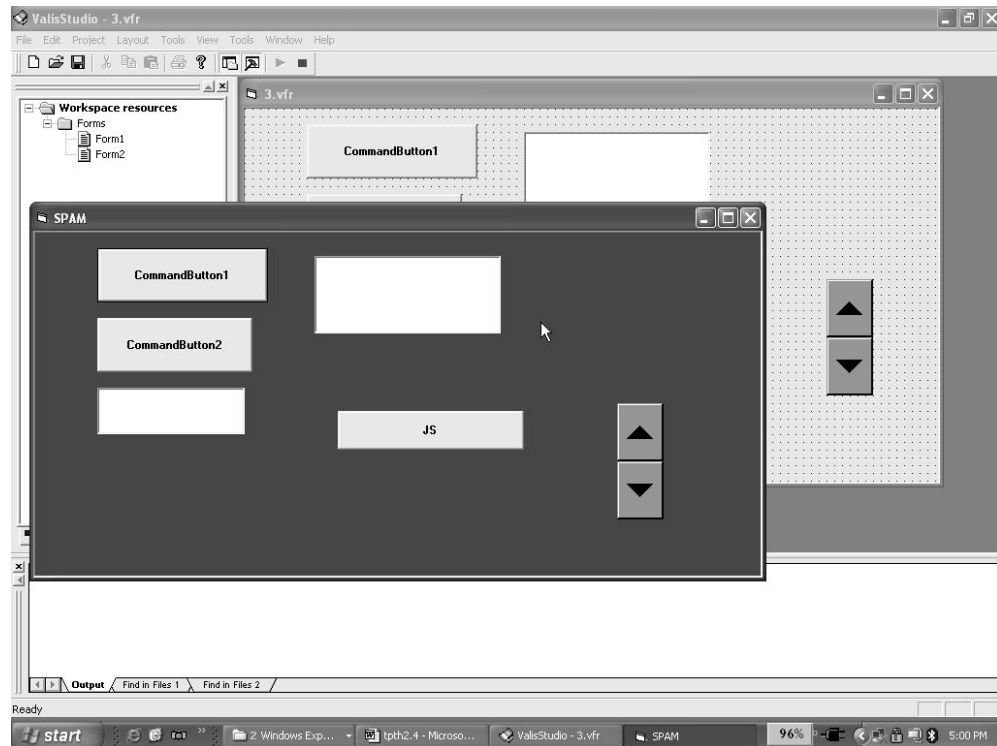 ValisStudio - 3.vfr
File Edit Project Layout Tools View Tools Window Help
Workspace resources
Forms
Form1
Form2
3.vfr
CommandButton1
SPAM
CommandButton1
CommandButton2
JS
Output Find in Files 1 Find in Files 2
Ready
start 2 Windows Exp... tpth2.4 - Microso... ValisStudio - 3.vfr SPAM 96% 5:00 PM